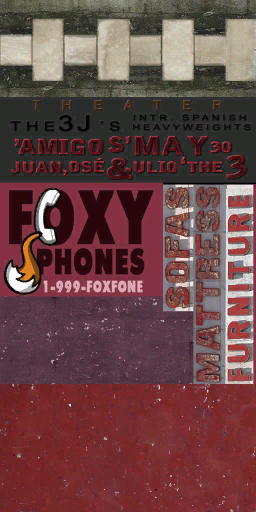 THEATER
THE 3J'S INTR. SPANISH HEAVYWEIGHTS
'AMIGOS' MAY 30
JUAN,OSÉ & ULIO 'THE 3
FOXY
PHONES
1-999-FOXFONE
SOFAS
MATTRESS
FURNITURE